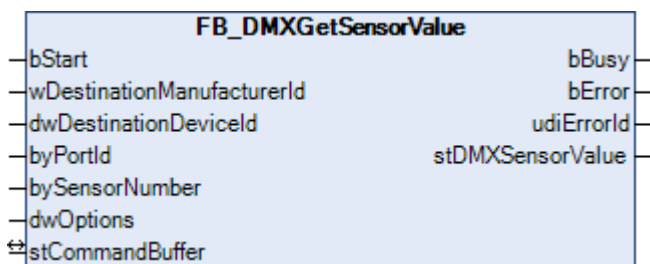 FB_DMXGetSensorValue
bStart bBusy
wDestinationManufacturerId bError
dwDestinationDeviceId udiErrorId
byPortId stDMXSensorValue
bySensorNumber
dwOptions
stCommandBuffer